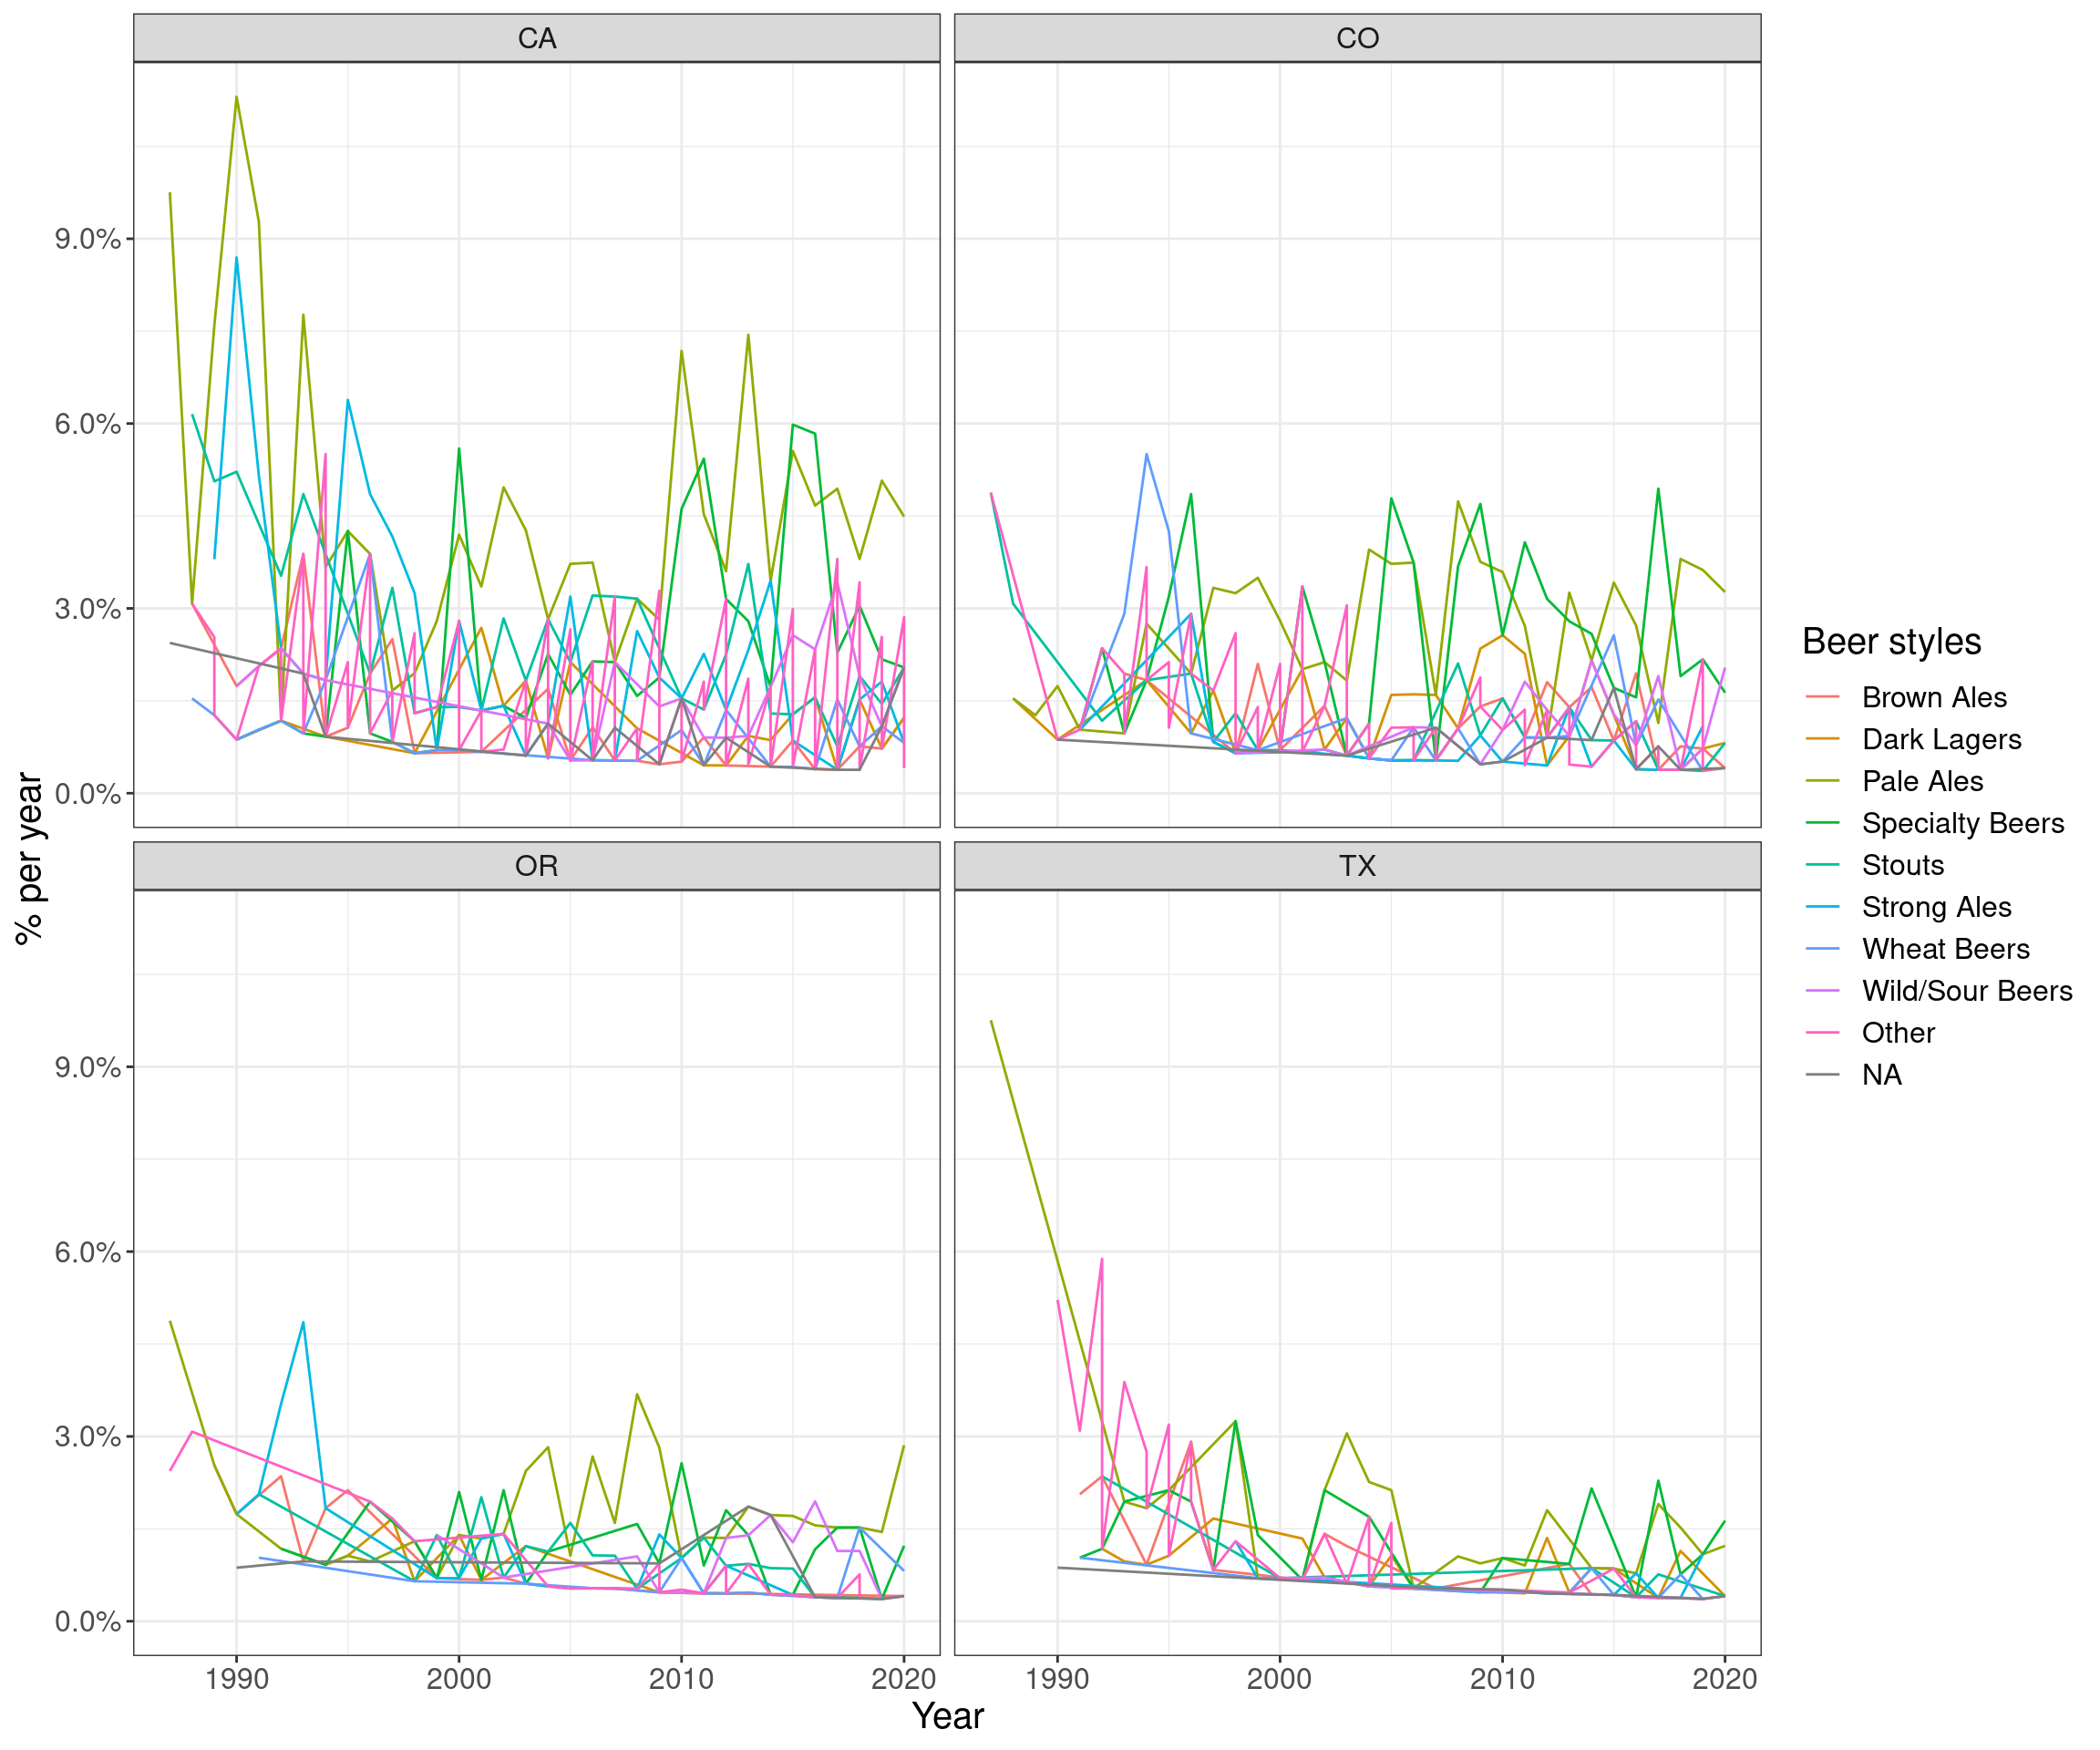 CA
CO
9.0%
6.0%
3.0%
0.0%
OR
TX
9.0%
6.0%
3.0%
0.0%
1990
2000
2010
2020
1990
2000
2010
2020
Year
% per year
Beer styles
Brown Ales
Dark Lagers
Pale Ales
Specialty Beers
Stouts
Strong Ales
Wheat Beers
Wild/Sour Beers
Other
NA